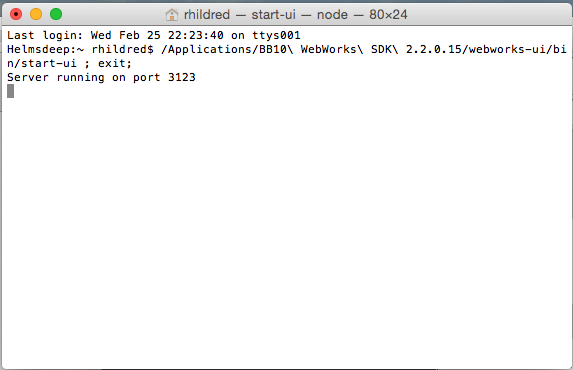 rhildred — start-ui — node — 80×24
Last login: Wed Feb 25 22:23:40 on ttys001
Helmsdeep:~ rhildred$ /Applications/BB10\ WebWorks\ SDK\ 2.2.0.15/webworks-ui/bi
n/start-ui ; exit;
Server running on port 3123